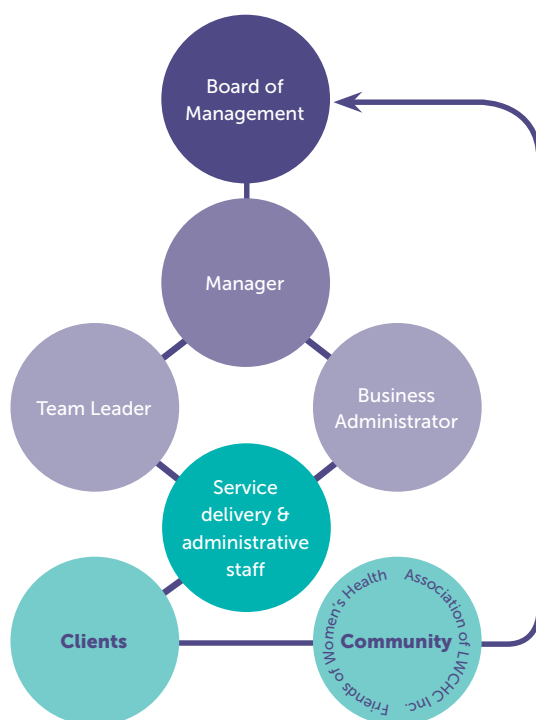 Board of
Management
Manager
Team Leader
Business
Administrator
Service
delivery &
administrative
staff
Clients
Community
Friends of Women's Health
Association of LWCHC Inc.